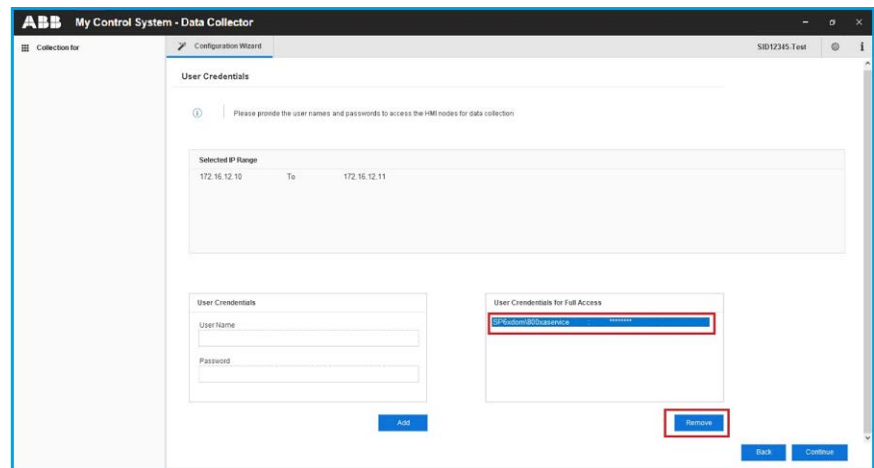 ABB My Control System - Data Collector
Collection for
Configuration Wizard
SID12345-Test
User Credentials
Please provide the user names and passwords to access the HMI nodes for data collection
Selected IP Range
172.16.12.10 To 172.16.12.11
User Crendentials
User Crendentials for Full Access
User Name
SP6xdom\800xaservice : ********
Password
Add
Remove
Back
Continue